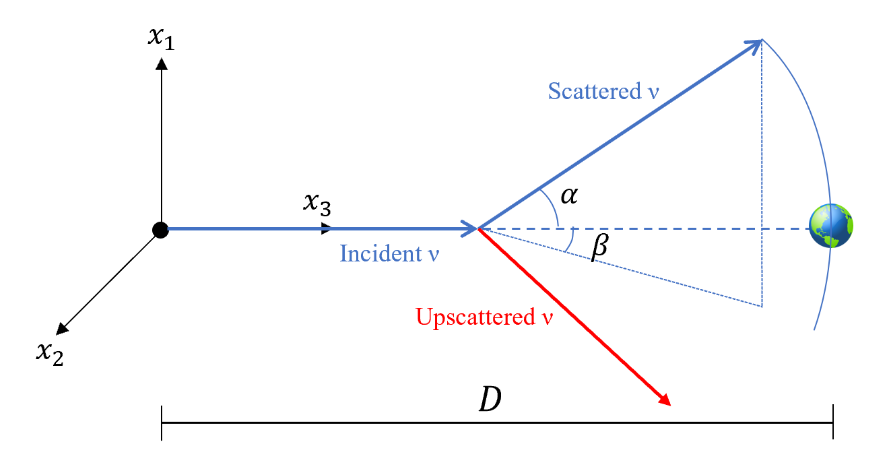 x₁
Scattered ν
α
x₃
Incident ν
β
Upscattered ν
x₂
D